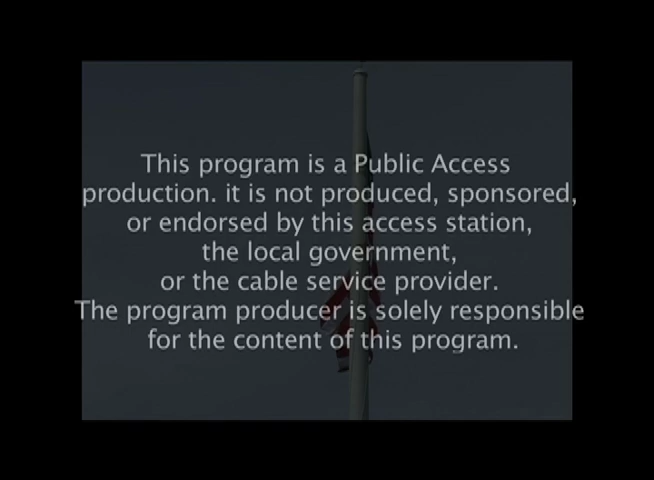 This program is a Public Access
production. it is not produced, sponsored,
or endorsed by this access station,
the local government,
or the cable service provider.
The program producer is solely responsible
for the content of this program.